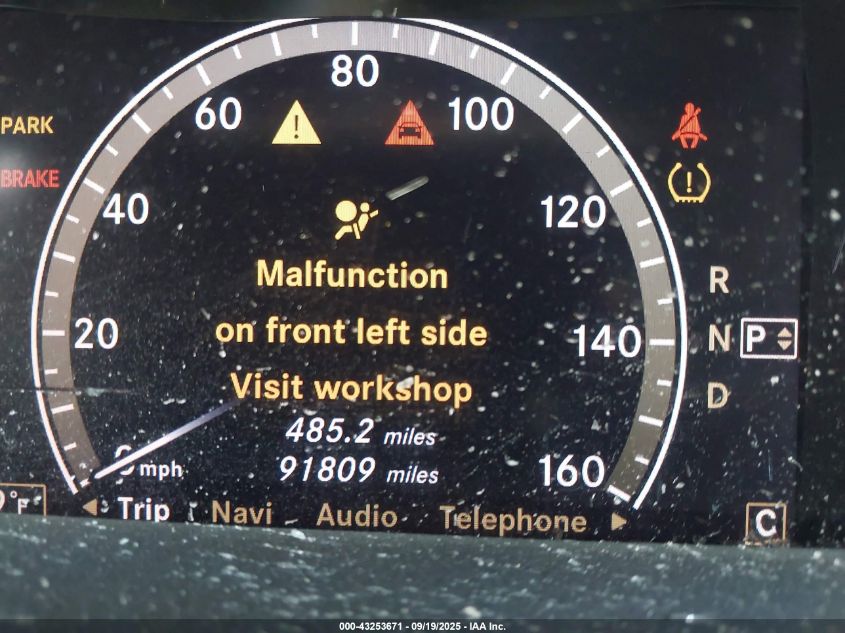 80
60
100
PARK
BRAKE
40
120
Malfunction
R
on front left side
20
140
N P
Visit workshop
D
485.2 miles
91809 miles
mph
160
°F
Trip Navi Audio Telephone
C
000-43253671 - 09/19/2025 - IAA Inc.